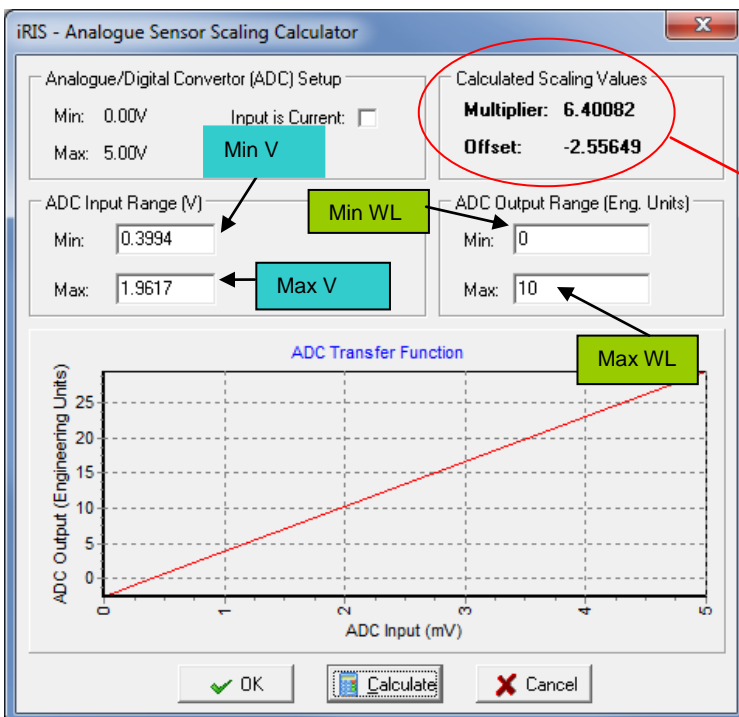 iRIS - Analogue Sensor Scaling Calculator
Analogue/Digital Convertor (ADC) Setup
Min: 0.00V
Input is Current:
Max: 5.00V
Min V
Calculated Scaling Values
Multiplier: 6.40082
Offset: -2.55649
ADC Input Range (V)
Min: 0.3994
Max: 1.9617
Max V
Min WL
ADC Output Range (Eng. Units)
Min: 0
Max: 10
Max WL
ADC Transfer Function
ADC Output (Engineering Units)
25
20
15
10
5
0
0 1 2 3 4 5
ADC Input (mV)
OK
Calculate
Cancel